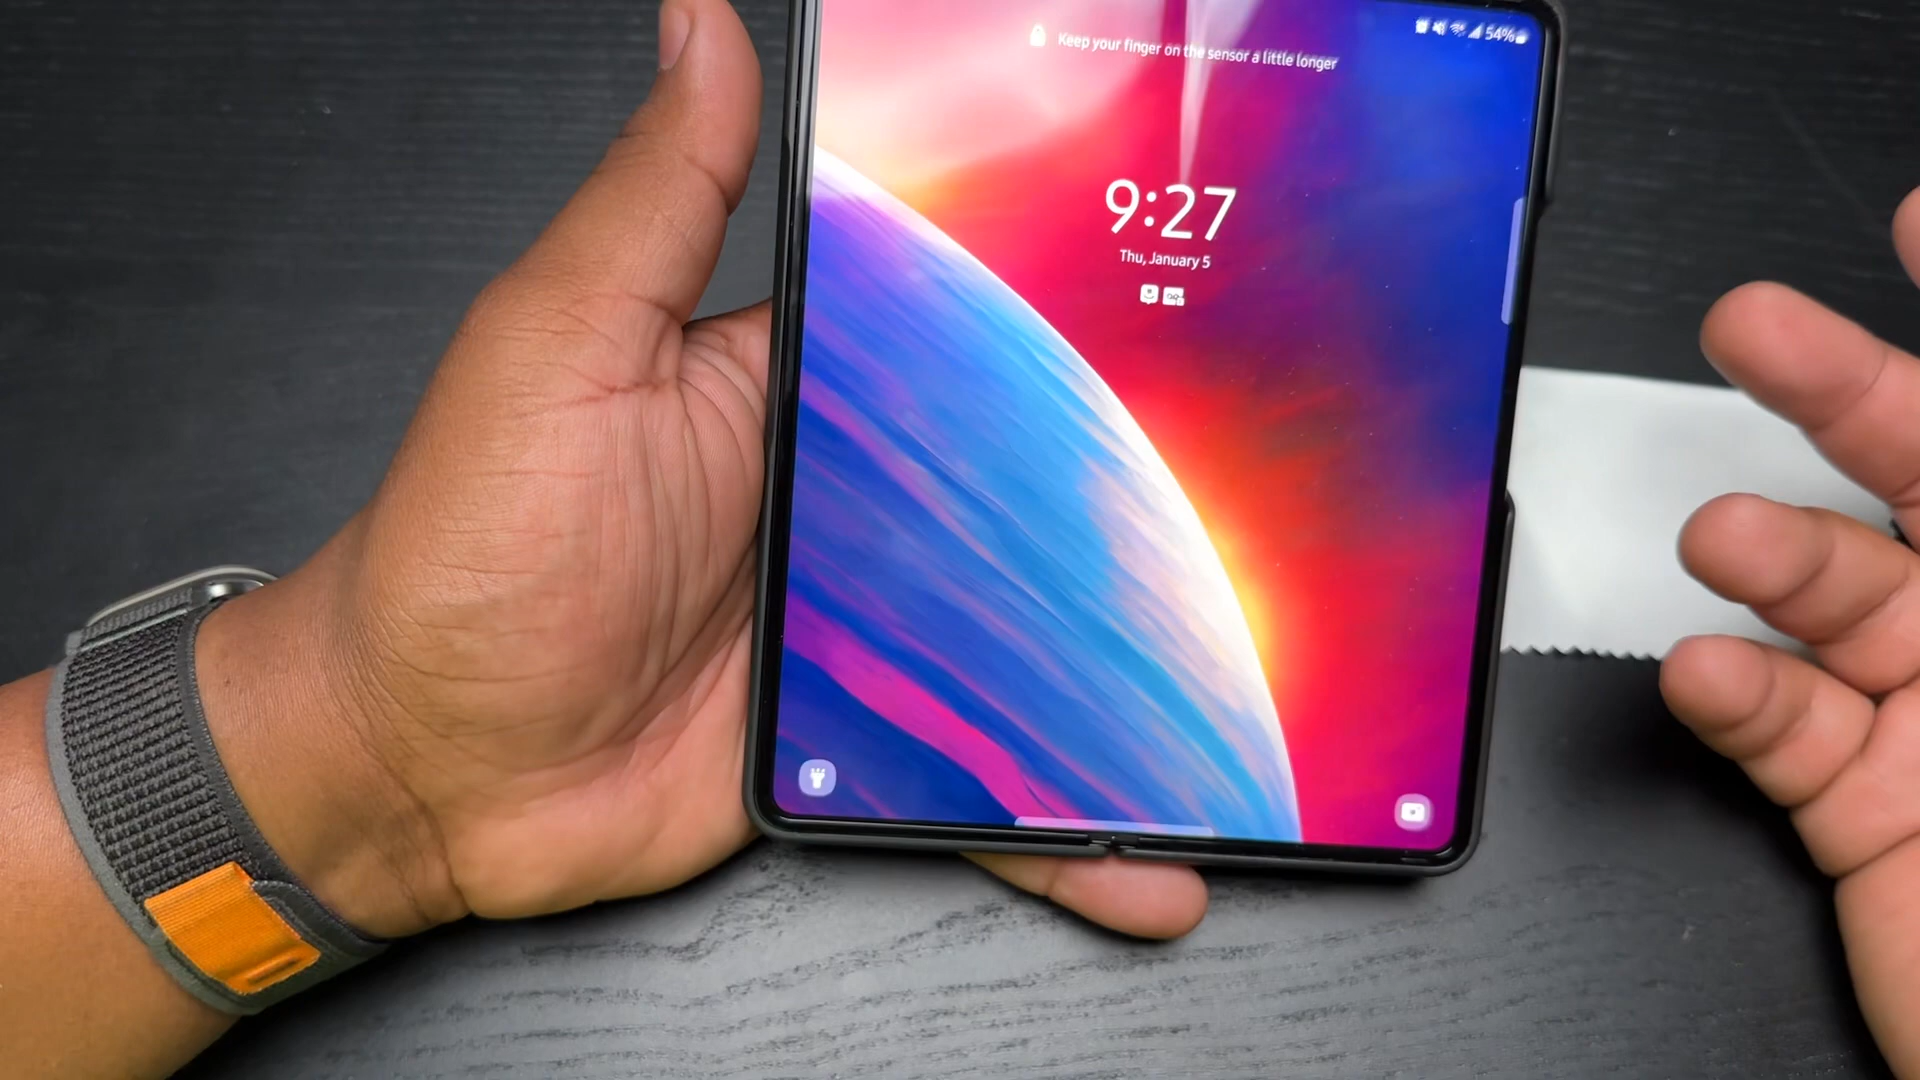 54%
Keep your finger on the sensor a little longer
9:27
Thu, January 5